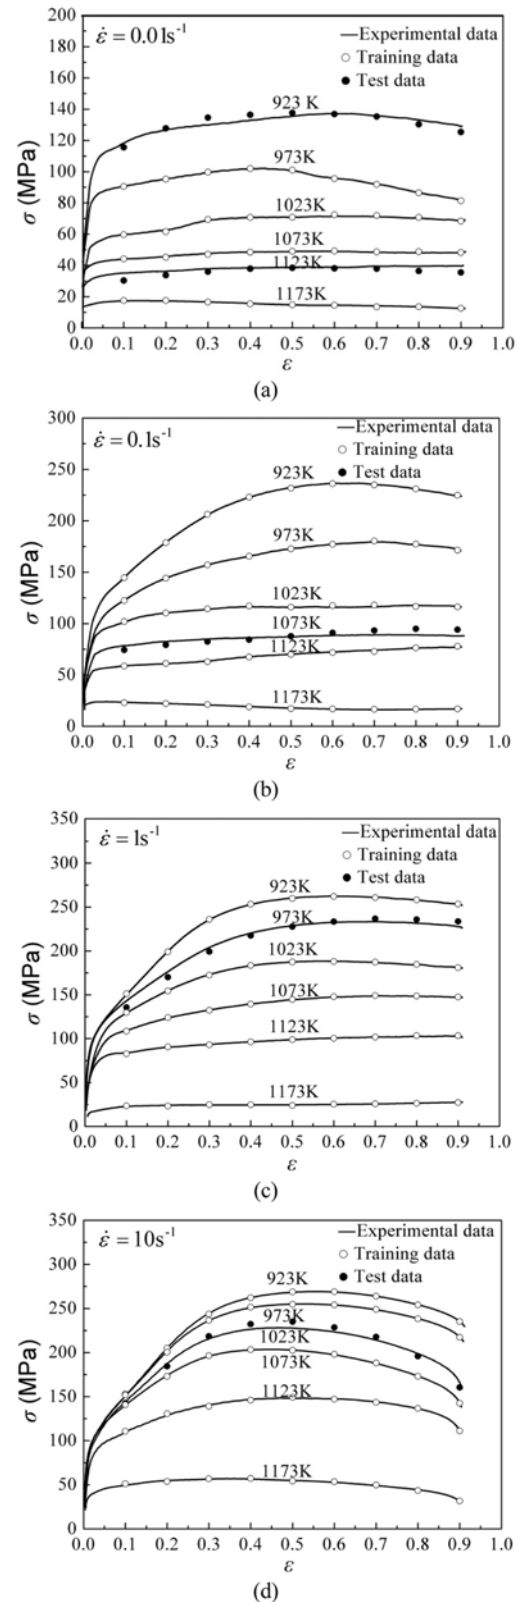 200
180
160
140
120
100
80
60
40
20
0
σ (MPa)
ε̇ = 0.01s⁻¹
Experimental data
Training data
Test data
923 K
973K
1023K
1073K
1123K
1173K
0.0 0.1 0.2 0.3 0.4 0.5 0.6 0.7 0.8 0.9 1.0
ε
(a)
300
250
200
150
100
50
0
σ (MPa)
ε̇ = 0.1s⁻¹
Experimental data
Training data
Test data
923K
973K
1023K
1073K
1123K
1173K
0.0 0.1 0.2 0.3 0.4 0.5 0.6 0.7 0.8 0.9 1.0
ε
(b)
350
300
250
200
150
100
50
0
σ (MPa)
ε̇ = 1s⁻¹
Experimental data
Training data
Test data
923K
973K
1023K
1073K
1123K
1173K
0.0 0.1 0.2 0.3 0.4 0.5 0.6 0.7 0.8 0.9 1.0
ε
(c)
350
300
250
200
150
100
50
0
σ (MPa)
ε̇ = 10s⁻¹
Experimental data
Training data
Test data
923K
973K
1023K
1073K
1123K
1173K
0.0 0.1 0.2 0.3 0.4 0.5 0.6 0.7 0.8 0.9 1.0
ε
(d)